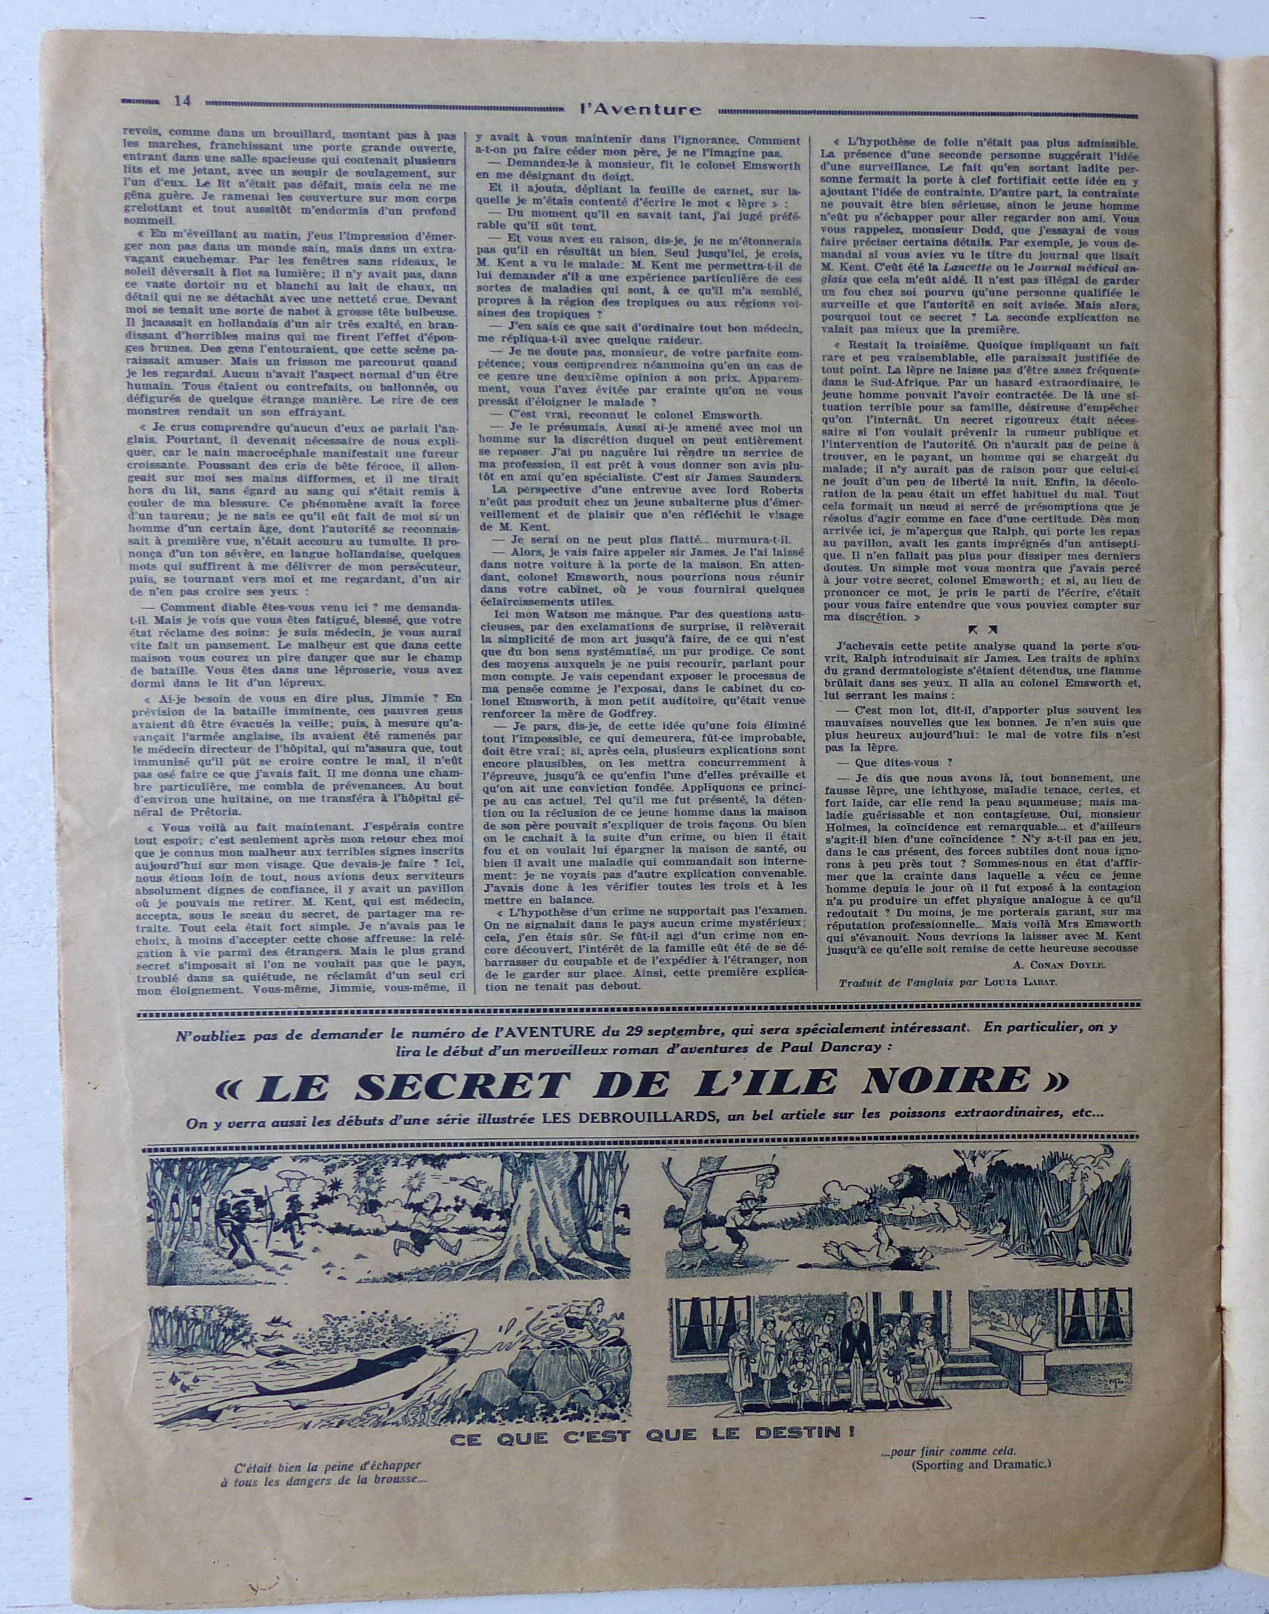 14
l'Aventure
revois, comme dans un brouillard, montant pas à pas
les marches, franchissant une porte grande ouverte,
entrant dans une salle spacieuse qui contenait plusieurs
lits et me jetant, avec un soupir de soulagement, sur
l'un d'eux. Le lit n'était pas défait, mais cela ne me
gêna guère. Je ramenai les couverture sur mon corps
grelottant et tout aussitôt m'endormis d'un profond
sommeil.
« En m'éveillant au matin, j'eus l'impression d'émer-
ger non pas dans un monde sain, mais dans un extra-
vagant cauchemar. Par les fenêtres sans rideaux, le
soleil déversait à flot sa lumière; il n'y avait pas, dans
ce vaste dortoir nu et blanchi au lait de chaux, un
détail qui ne se détachât avec une netteté crue. Devant
moi se tenait une sorte de nabot à grosse tête bulbeuse.
Il jacassait en hollandais d'un air très exalté, en bran-
dissant d'horribles mains qui me firent l'effet d'épon-
ges brunes. Des gens l'entouraient, que cette scène pa-
raissait amuser. Mais un frisson me parcourut quand
je les regardai. Aucun n'avait l'aspect normal d'un être
humain. Tous étaient ou contrefaits, ou ballonnés, ou
défigurés de quelque étrange manière. Le rire de ces
monstres rendait un son effrayant.
« Je crus comprendre qu'aucun d'eux ne parlait l'an-
glais. Pourtant, il devenait nécessaire de nous expli-
quer, car le nain macrocéphale manifestait une fureur
croissante. Poussant des cris de bête féroce, il allon-
geait sur moi ses mains difformes, et il me tirait
hors du lit, sans égard au sang qui s'était remis à
couler de ma blessure. Ce phénomène avait la force
d'un taureau; je ne sais ce qu'il eût fait de moi si un
homme d'un certain âge, dont l'autorité se reconnais-
sait à première vue, n'était accouru au tumulte. Il pro-
nonça d'un ton sévère, en langue hollandaise, quelques
mots qui suffirent à me délivrer de mon persécuteur,
puis, se tournant vers moi et me regardant, d'un air
de n'en pas croire ses yeux :
— Comment diable êtes-vous venu ici ? me demanda-
t-il. Mais je vois que vous êtes fatigué, blessé, que votre
état réclame des soins: je suis médecin, je vous aurai
vite fait un pansement. Le malheur est que dans cette
maison vous courez un pire danger que sur le champ
de bataille. Vous êtes dans une léproserie, vous avez
dormi dans le lit d'un lépreux.
« Ai-je besoin de vous en dire plus, Jimmie ? En
prévision de la bataille imminente, ces pauvres gens
avaient dû être évacués la veille; puis, à mesure qu'a-
vançait l'armée anglaise, ils avaient été ramenés par
le médecin directeur de l'hôpital, qui m'assura que, tout
immunisé qu'il pût se croire contre le mal, il n'eût
pas osé faire ce que j'avais fait. Il me donna une cham-
bre particulière, me combla de prévenances. Au bout
d'environ une huitaine, on me transféra à l'hôpital gé-
néral de Prétoria.
« Vous voilà au fait maintenant. J'espérais contre
tout espoir; c'est seulement après mon retour chez moi
que je connus mon malheur aux terribles signes inscrits
aujourd'hui sur mon visage. Que devais-je faire ? Ici,
nous étions loin de tout, nous avions deux serviteurs
absolument dignes de confiance, il y avait un pavillon
où je pouvais me retirer. M. Kent, qui est médecin,
accepta, sous le sceau du secret, de partager ma re-
traite. Tout cela était fort simple. Je n'avais pas le
choix, à moins d'accepter cette chose affreuse: la relé-
gation à vie parmi des étrangers. Mais le plus grand
secret s'imposait si l'on ne voulait pas que le pays,
troublé dans sa quiétude, ne réclamât d'un seul cri
mon éloignement. Vous-même, Jimmie, vous-même, il
y avait à vous maintenir dans l'ignorance. Comment
a-t-on pu faire céder mon père, je ne l'imagine pas.
— Demandez-le à monsieur, fit le colonel Emsworth
en me désignant du doigt.
Et il ajouta, dépliant la feuille de carnet, sur la-
quelle je m'étais contenté d'écrire le mot « lèpre » :
— Du moment qu'il en savait tant, j'ai jugé préfé-
rable qu'il sût tout.
— Et vous avez eu raison, dis-je, je ne m'étonnerais
pas qu'il en résultât un bien. Seul jusqu'ici, je crois,
M. Kent a vu le malade: M. Kent me permettra-t-il de
lui demander s'il a une expérience particulière de ces
sortes de maladies qui sont, à ce qu'il m'a semblé,
propres à la région des tropiques ou aux régions voi-
sines des tropiques ?
— J'en sais ce que sait d'ordinaire tout bon médecin,
me répliqua-t-il avec quelque raideur.
— Je ne doute pas, monsieur, de votre parfaite com-
pétence; vous comprendrez néanmoins qu'en un cas de
ce genre une deuxième opinion a son prix. Apparem-
ment, vous l'avez évitée par crainte qu'on ne vous
pressât d'éloigner le malade ?
— C'est vrai, reconnut le colonel Emsworth.
— Je le présumais. Aussi ai-je amené avec moi un
homme sur la discrétion duquel on peut entièrement
se reposer. J'ai pu naguère lui rendre un service de
ma profession, il est prêt à vous donner son avis plu-
tôt en ami qu'en spécialiste. C'est sir James Saunders.
La perspective d'une entrevue avec lord Roberts
n'eût pas produit chez un jeune subalterne plus d'émer-
veillement et de plaisir que n'en réfléchit le visage
de M. Kent.
— Je serai on ne peut plus flatté... murmura-t-il.
— Alors, je vais faire appeler sir James. Je l'ai laissé
dans notre voiture à la porte de la maison. En atten-
dant, colonel Emsworth, nous pourrions nous réunir
dans votre cabinet, où je vous fournirai quelques
éclaircissements utiles.
Ici mon Watson me manque. Par des questions astu-
cieuses, par des exclamations de surprise, il relèverait
la simplicité de mon art jusqu'à faire, de ce qui n'est
que du bon sens systématisé, un pur prodige. Ce sont
des moyens auxquels je ne puis recourir, parlant pour
mon compte. Je vais cependant exposer le processus de
ma pensée comme je l'exposai, dans le cabinet du co-
lonel Emsworth, à mon petit auditoire, qu'était venue
renforcer la mère de Godfrey.
— Je pars, dis-je, de cette idée qu'une fois éliminé
tout l'impossible, ce qui demeurera, fût-ce improbable,
doit être vrai; si, après cela, plusieurs explications sont
encore plausibles, on les mettra concurremment à
l'épreuve, jusqu'à ce qu'enfin l'une d'elles prévaille et
qu'on ait une conviction fondée. Appliquons ce princi-
pe au cas actuel. Tel qu'il me fut présenté, la déten-
tion ou la réclusion de ce jeune homme dans la maison
de son père pouvait s'expliquer de trois façons. Ou bien
on le cachait à la suite d'un crime, ou bien il était
fou et on voulait lui épargner la maison de santé, ou
bien il avait une maladie qui commandait son interne-
ment: je ne voyais pas d'autre explication convenable.
J'avais donc à les vérifier toutes les trois et à les
mettre en balance.
« L'hypothèse d'un crime ne supportait pas l'examen.
On ne signalait dans le pays aucun crime mystérieux;
cela, j'en étais sûr. Se fût-il agi d'un crime non en-
core découvert, l'intérêt de la famille eût été de se dé-
barrasser du coupable et de l'expédier à l'étranger, non
de le garder sur place. Ainsi, cette première explica-
tion ne tenait pas debout.
« L'hypothèse de folie n'était pas plus admissible.
La présence d'une seconde personne suggérait l'idée
d'une surveillance. Le fait qu'en sortant ladite per-
sonne fermait la porte à clef fortifiait cette idée en y
ajoutant l'idée de contrainte. D'autre part, la contrainte
ne pouvait être bien sérieuse, sinon le jeune homme
n'eût pu s'échapper pour aller regarder son ami. Vous
vous rappelez, monsieur Dodd, que j'essayai de vous
faire préciser certains détails. Par exemple, je vous de-
mandai si vous aviez vu le titre du journal que lisait
M. Kent. C'eût été la Lancette ou le Journal médical an-
glais que cela m'eût aidé. Il n'est pas illégal de garder
un fou chez soi pourvu qu'une personne qualifiée le
surveille et que l'autorité en soit avisée. Mais alors,
pourquoi tout ce secret ? La seconde explication ne
valait pas mieux que la première.
« Restait la troisième. Quoique impliquant un fait
rare et peu vraisemblable, elle paraissait justifiée de
tout point. La lèpre ne laisse pas d'être assez fréquente
dans le Sud-Afrique. Par un hasard extraordinaire, le
jeune homme pouvait l'avoir contractée. De là une si-
tuation terrible pour sa famille, désireuse d'empêcher
qu'on l'internât. Un secret rigoureux était néces-
saire si l'on voulait prévenir la rumeur publique et
l'intervention de l'autorité. On n'aurait pas de peine à
trouver, en le payant, un homme qui se chargeât du
malade; il n'y aurait pas de raison pour que celui-ci
ne jouît d'un peu de liberté la nuit. Enfin, la décolo-
ration de la peau était un effet habituel du mal. Tout
cela formait un nœud si serré de présomptions que je
résolus d'agir comme en face d'une certitude. Dès mon
arrivée ici, je m'aperçus que Ralph, qui porte les repas
au pavillon, avait les gants imprégnés d'un antisepti-
que. Il n'en fallait pas plus pour dissiper mes derniers
doutes. Un simple mot vous montra que j'avais percé
à jour votre secret, colonel Emsworth; et si, au lieu de
prononcer ce mot, je pris le parti de l'écrire, c'était
pour vous faire entendre que vous pouviez compter sur
ma discrétion. »
J'achevais cette petite analyse quand la porte s'ou-
vrit, Ralph introduisait sir James. Les traits de sphinx
du grand dermatologiste s'étaient détendus, une flamme
brûlait dans ses yeux. Il alla au colonel Emsworth et,
lui serrant les mains :
— C'est mon lot, dit-il, d'apporter plus souvent les
mauvaises nouvelles que les bonnes. Je n'en suis que
plus heureux aujourd'hui: le mal de votre fils n'est
pas la lèpre.
— Que dites-vous ?
— Je dis que nous avons là, tout bonnement, une
fausse lèpre, une ichthyose, maladie tenace, certes, et
fort laide, car elle rend la peau squameuse; mais ma-
ladie guérissable et non contagieuse. Oui, monsieur
Holmes, la coïncidence est remarquable... et d'ailleurs
s'agit-il bien d'une coïncidence ? N'y a-t-il pas en jeu,
dans le cas présent, des forces subtiles dont nous igno-
rons à peu près tout ? Sommes-nous en état d'affir-
mer que la crainte dans laquelle a vécu ce jeune
homme depuis le jour où il fut exposé à la contagion
n'a pu produire un effet physique analogue à ce qu'il
redoutait ? Du moins, je me porterais garant, sur ma
réputation professionnelle... Mais voilà Mrs Emsworth
qui s'évanouit. Nous devrions la laisser avec M. Kent
jusqu'à ce qu'elle soit remise de cette heureuse secousse
A. CONAN DOYLE.
Traduit de l'anglais par LOUIS LABAT.
N'oubliez pas de demander le numéro de l'AVENTURE du 29 septembre, qui sera spécialement intéressant. En particulier, on y
lira le début d'un merveilleux roman d'aventures de Paul Dancray :
« LE SECRET DE L'ILE NOIRE »
On y verra aussi les débuts d'une série illustrée LES DEBROUILLARDS, un bel article sur les poissons extraordinaires, etc...
CE QUE C'EST QUE LE DESTIN !
C'était bien la peine d'échapper
à tous les dangers de la brousse...
...pour finir comme cela.
(Sporting and Dramatic.)